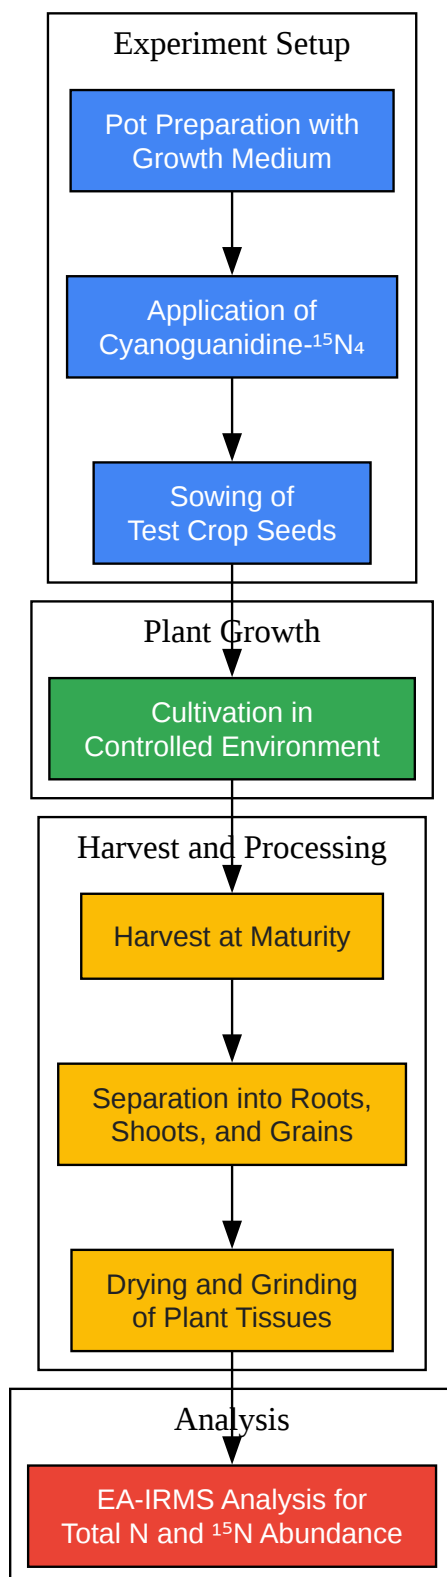 Experiment Setup
Pot Preparation with
Growth Medium
Application of
Cyanoguanidine-¹⁵N₄
Sowing of
Test Crop Seeds
Plant Growth
Cultivation in
Controlled Environment
Harvest and Processing
Harvest at Maturity
Separation into Roots,
Shoots, and Grains
Drying and Grinding
of Plant Tissues
Analysis
EA-IRMS Analysis for
Total N and ¹⁵N Abundance